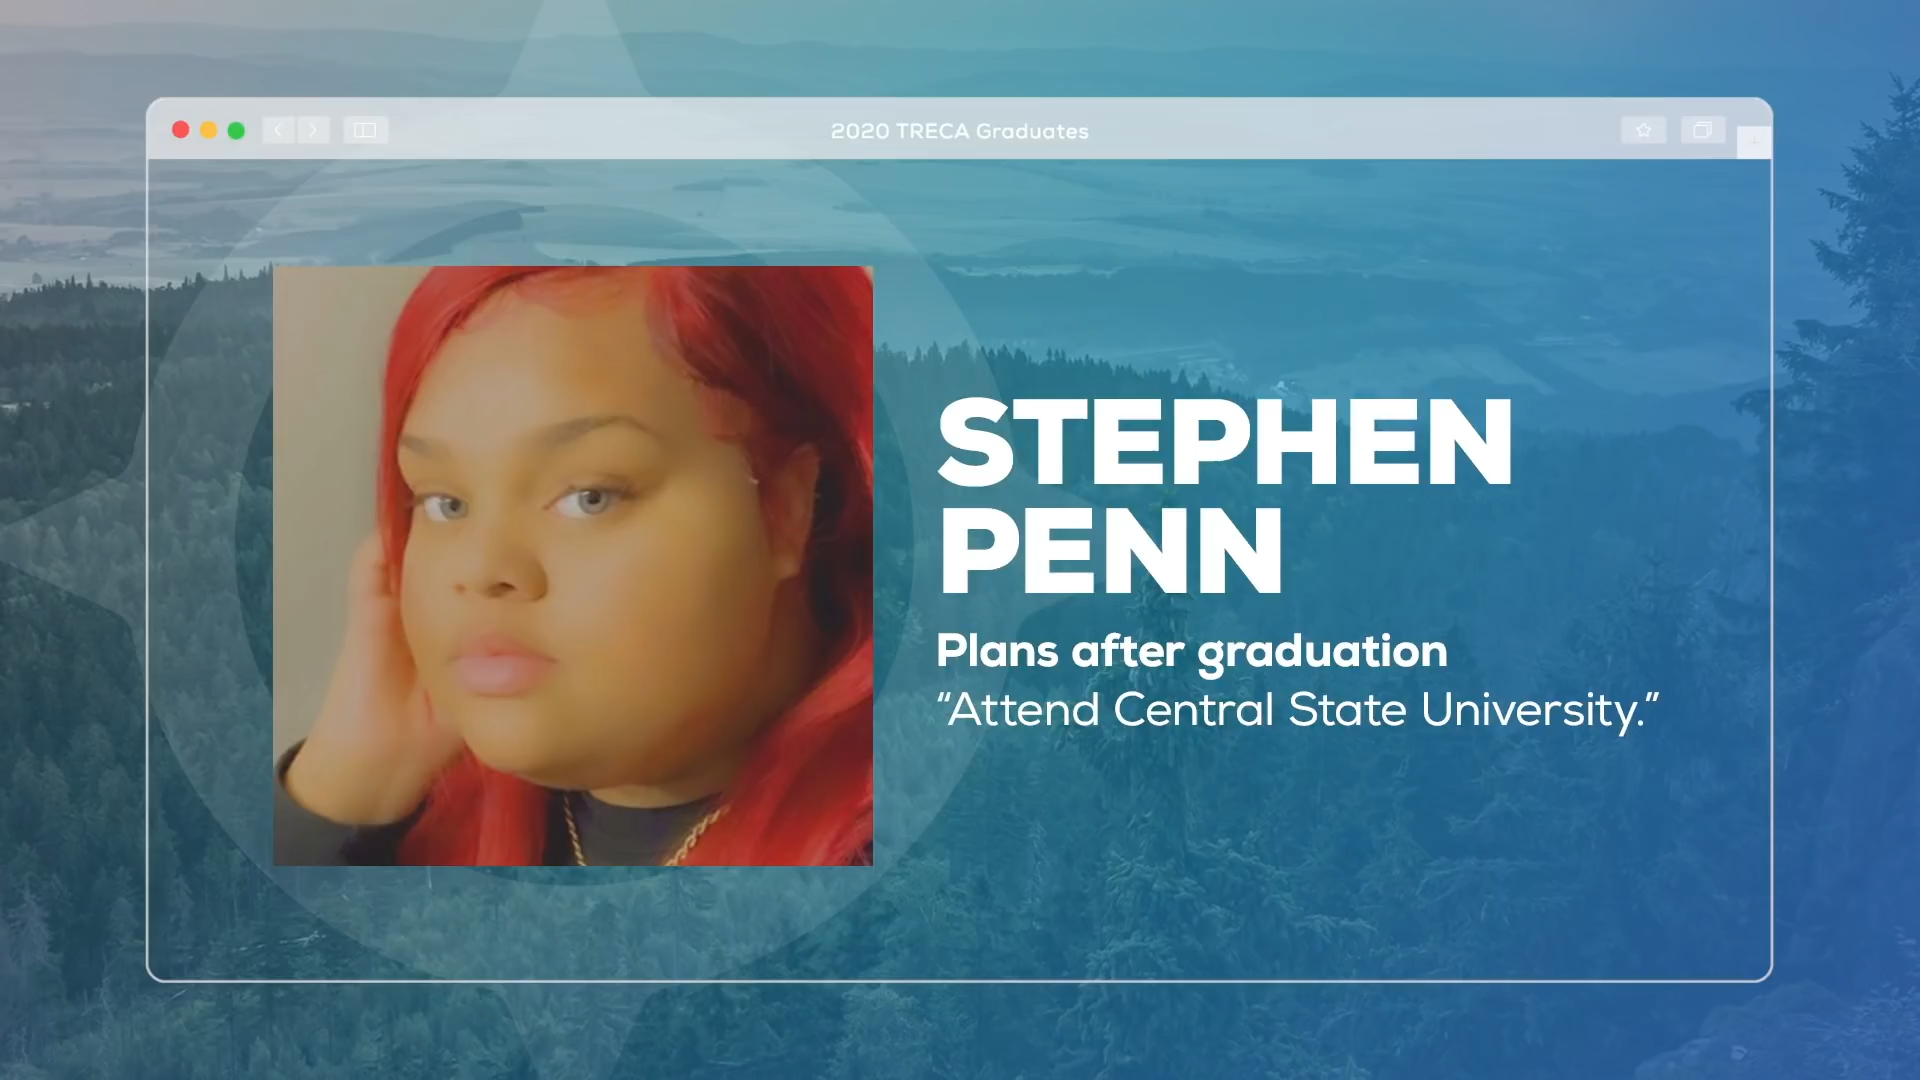 2020 TRECA Graduates
STEPHEN
PENN
Plans after graduation
“Attend Central State University.”